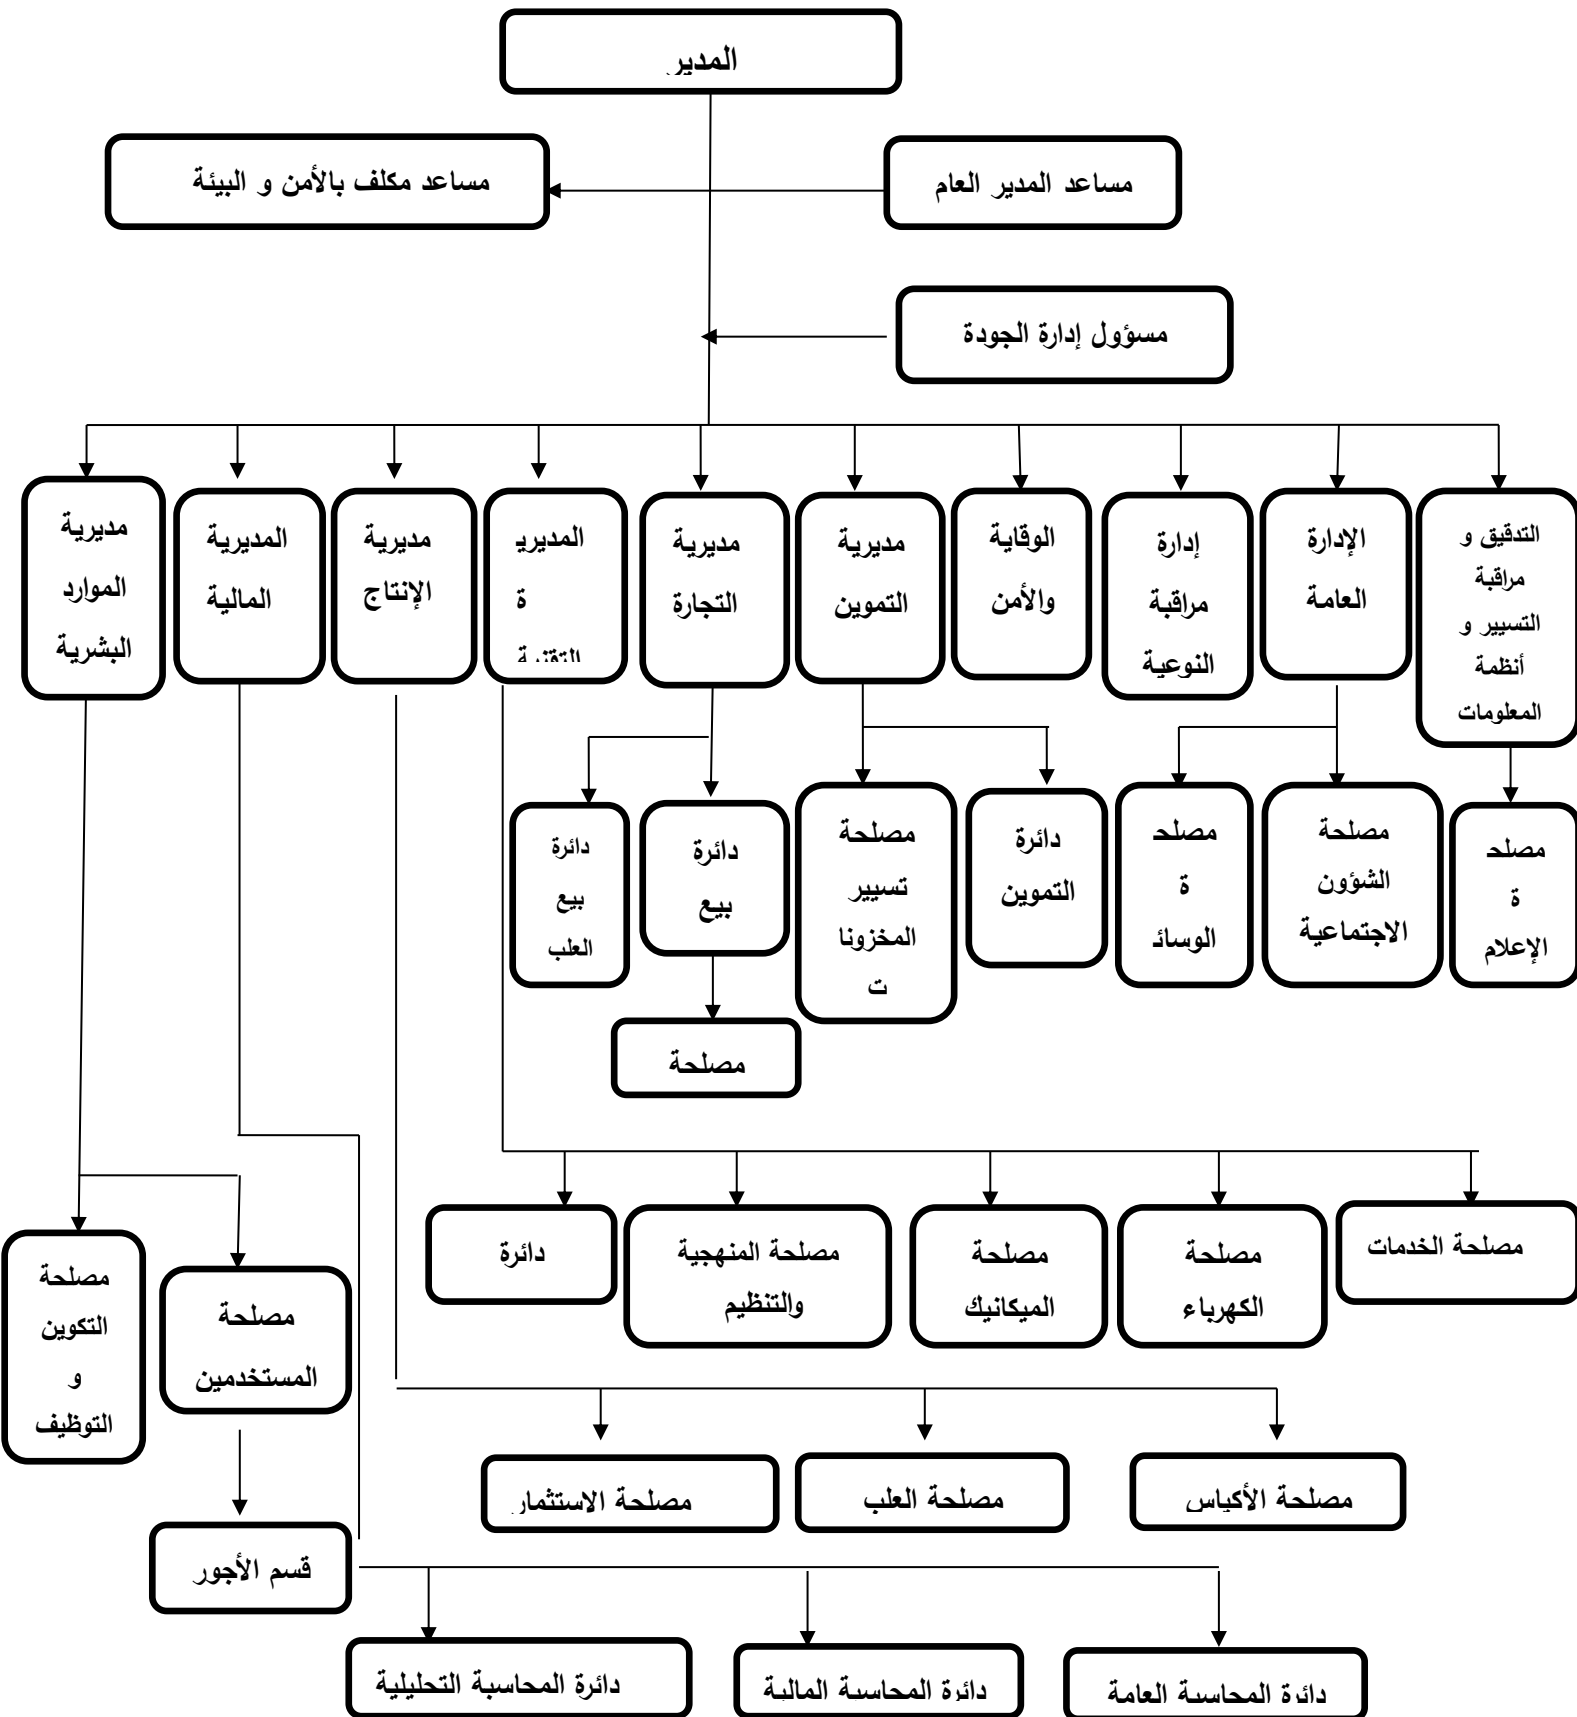 المدير
مساعد المدير العام
مساعد مكلف بالأمن و البيئة
مسؤول إدارة الجودة
التدقيق و
مراقبة
التسيير و
أنظمة
المعلومات
الإدارة
العامة
إدارة
مراقبة
النوعية
الوقاية
والأمن
مديرية
التموين
مديرية
التجارة
المديري
ة
التقنية
مديرية
الإنتاج
المديرية
المالية
مديرية
الموارد
البشرية
مصلح
ة
الإعلام
مصلحة
الشؤون
الاجتماعية
مصلح
ة
الوسائ
دائرة
التموين
مصلحة
تسيير
المخزونا
ت
دائرة
بيع
دائرة
بيع
العلب
مصلحة
مصلحة الخدمات
مصلحة
الكهرباء
مصلحة
الميكانيك
مصلحة المنهجية
والتنظيم
دائرة
مصلحة
المستخدمين
مصلحة
التكوين
و
التوظيف
مصلحة الأكياس
مصلحة العلب
مصلحة الاستثمار
قسم الأجور
دائرة المحاسبة العامة
دائرة المحاسبة المالية
دائرة المحاسبة التحليلية